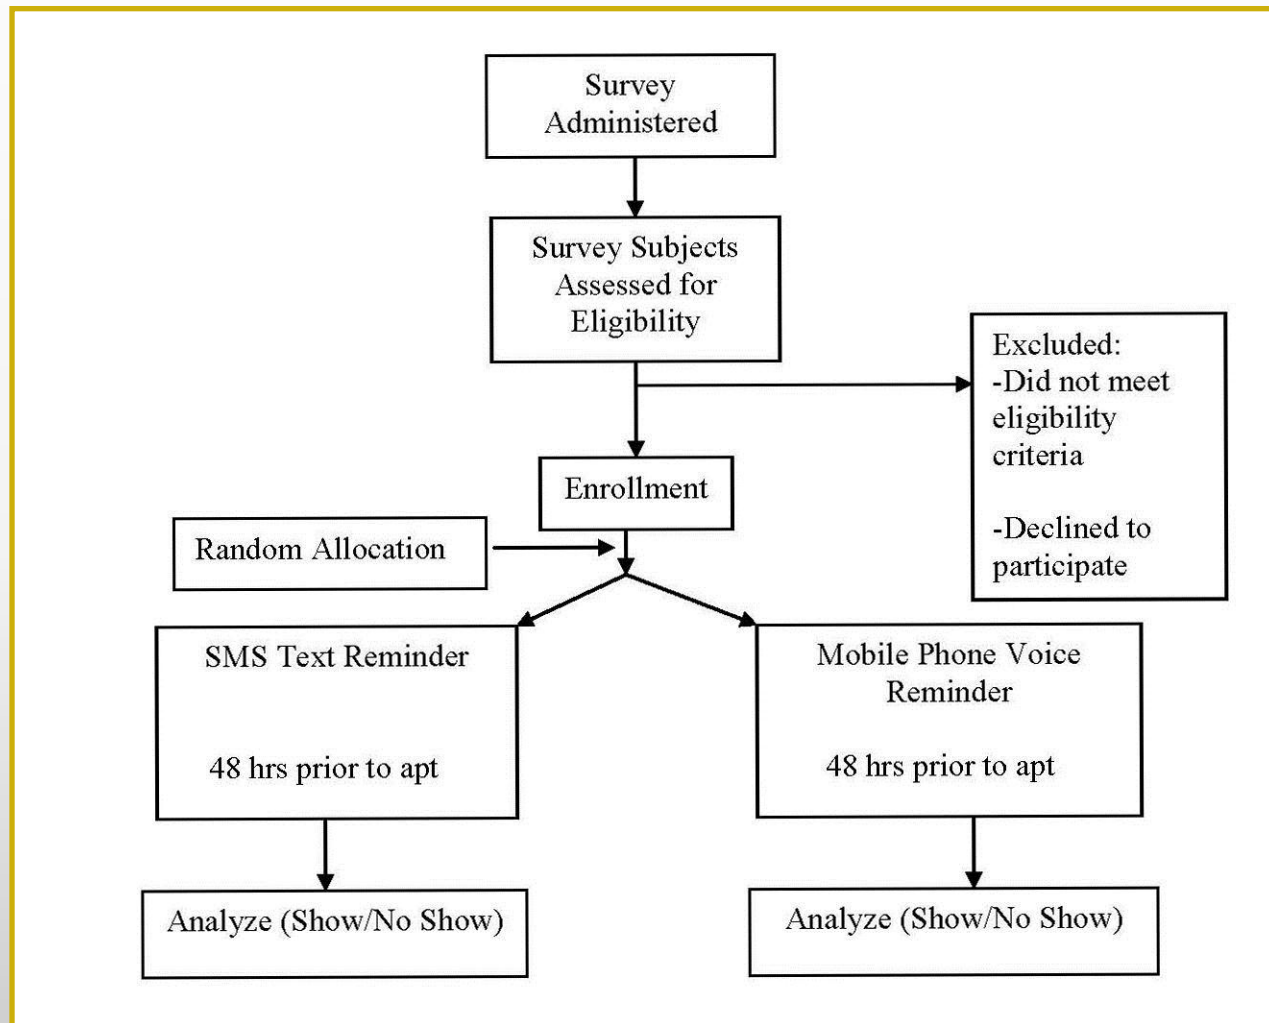 Survey
Administered
Survey Subjects
Assessed for
Eligibility
Excluded:
-Did not meet
eligibility
criteria
-Declined to
participate
Enrollment
Random Allocation
SMS Text Reminder
48 hrs prior to apt
Mobile Phone Voice
Reminder
48 hrs prior to apt
Analyze (Show/No Show)
Analyze (Show/No Show)